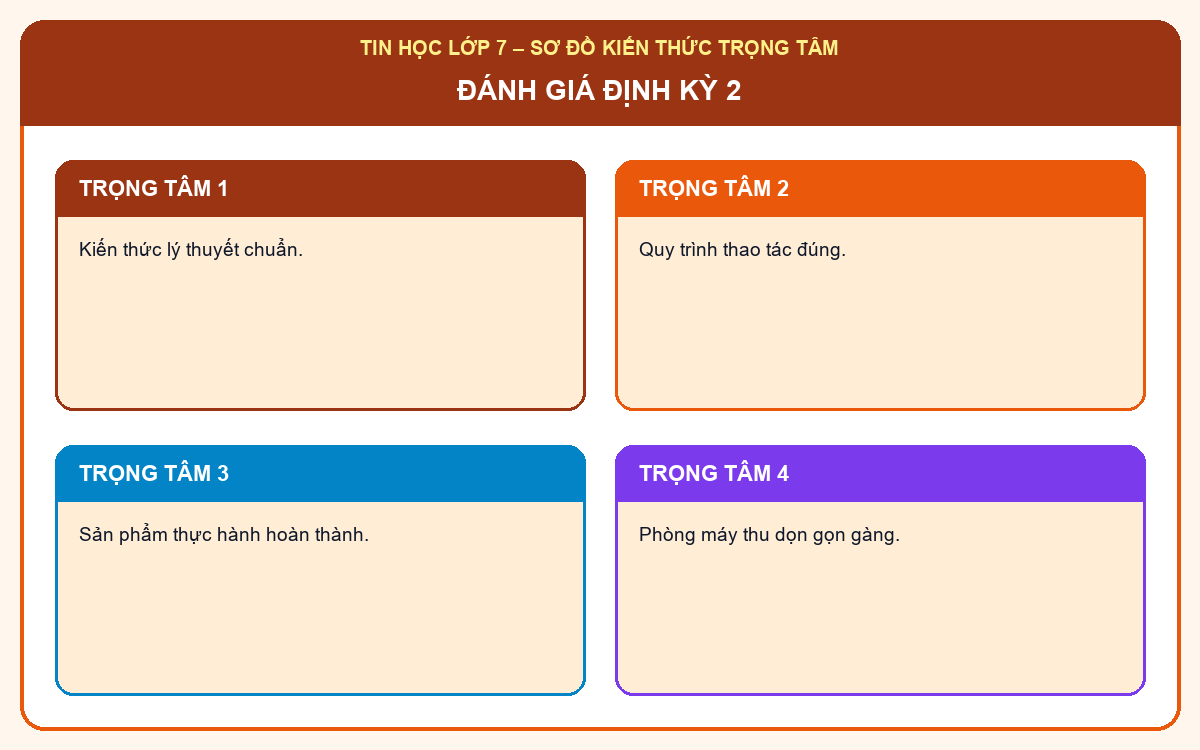 TIN HỌC LỚP 7 – SƠ ĐỒ KIẾN THỨC TRỌNG TÂM
ĐÁNH GIÁ ĐỊNH KỲ 2
TRỌNG TÂM 1
Kiến thức lý thuyết chuẩn.
TRỌNG TÂM 2
Quy trình thao tác đúng.
TRỌNG TÂM 3
Sản phẩm thực hành hoàn thành.
TRỌNG TÂM 4
Phòng máy thu dọn gọn gàng.